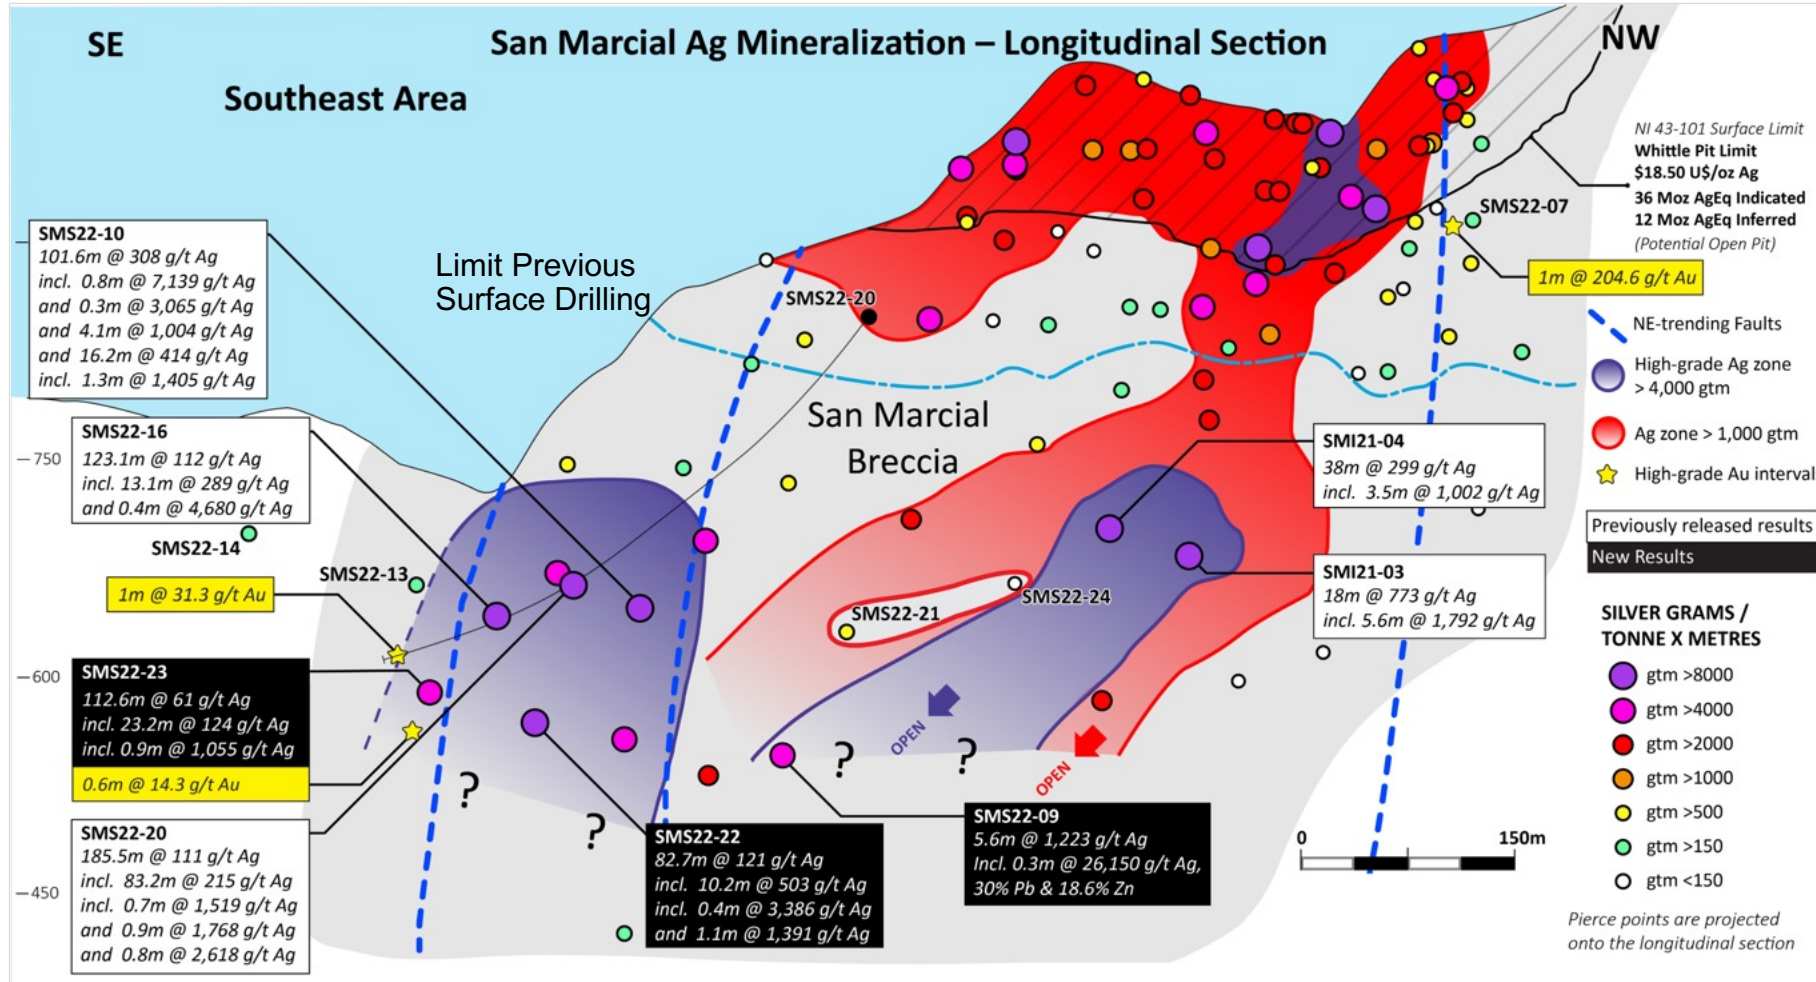 SE
San Marcial Ag Mineralization – Longitudinal Section
NW
Southeast Area
NI 43-101 Surface Limit
Whittle Pit Limit
$18.50 U$/oz Ag
36 Moz AgEq Indicated
12 Moz AgEq Inferred
(Potential Open Pit)
SMS22-07
1m @ 204.6 g/t Au
SMS22-10
101.6m @ 308 g/t Ag
incl. 0.8m @ 7,139 g/t Ag
and 0.3m @ 3,065 g/t Ag
and 4.1m @ 1,004 g/t Ag
and 16.2m @ 414 g/t Ag
incl. 1.3m @ 1,405 g/t Ag
Limit Previous
Surface Drilling
SMS22-20
NE-trending Faults
High-grade Ag zone
> 4,000 gtm
Ag zone > 1,000 gtm
High-grade Au interval
San Marcial
Breccia
SMS22-16
123.1m @ 112 g/t Ag
incl. 13.1m @ 289 g/t Ag
and 0.4m @ 4,680 g/t Ag
—750
SMI21-04
38m @ 299 g/t Ag
incl. 3.5m @ 1,002 g/t Ag
Previously released results
New Results
SMS22-14
SMS22-13
1m @ 31.3 g/t Au
SMI21-03
18m @ 773 g/t Ag
incl. 5.6m @ 1,792 g/t Ag
SMS22-24
SMS22-21
—600
SMS22-23
112.6m @ 61 g/t Ag
incl. 23.2m @ 124 g/t Ag
incl. 0.9m @ 1,055 g/t Ag
0.6m @ 14.3 g/t Au
OPEN
OPEN
?
?
?
?
SILVER GRAMS /
TONNE X METRES
gtm >8000
gtm >4000
gtm >2000
gtm >1000
gtm >500
gtm >150
gtm <150
SMS22-20
185.5m @ 111 g/t Ag
incl. 83.2m @ 215 g/t Ag
incl. 0.7m @ 1,519 g/t Ag
and 0.9m @ 1,768 g/t Ag
and 0.8m @ 2,618 g/t Ag
—450
SMS22-22
82.7m @ 121 g/t Ag
incl. 10.2m @ 503 g/t Ag
incl. 0.4m @ 3,386 g/t Ag
and 1.1m @ 1,391 g/t Ag
SMS22-09
5.6m @ 1,223 g/t Ag
Incl. 0.3m @ 26,150 g/t Ag,
30% Pb & 18.6% Zn
0 150m
Pierce points are projected
onto the longitudinal section